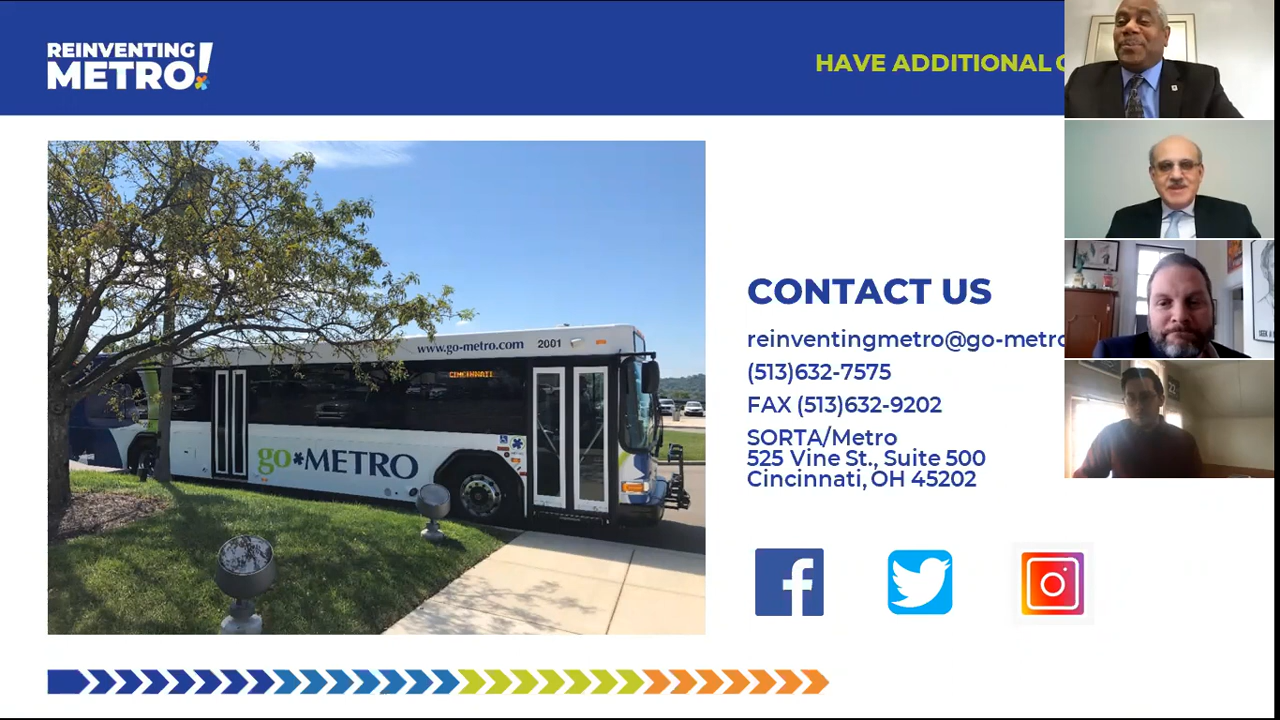 REINVENTING
METRO!
HAVE ADDITIONAL
www.go-metro.com 2001
CINCINNATI
go*METRO
CONTACT US
reinventingmetro@go-metro
(513)632-7575
FAX (513)632-9202
SORTA/Metro
525 Vine St., Suite 500
Cincinnati, OH 45202